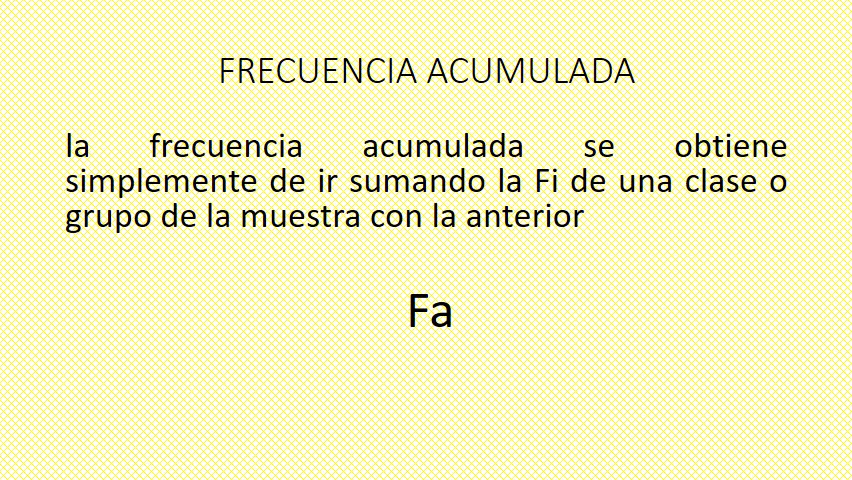 FRECUENCIA ACUMULADA
la frecuencia acumulada se obtiene
simplemente de ir sumando la Fi de una clase o
grupo de la muestra con la anterior
Fa